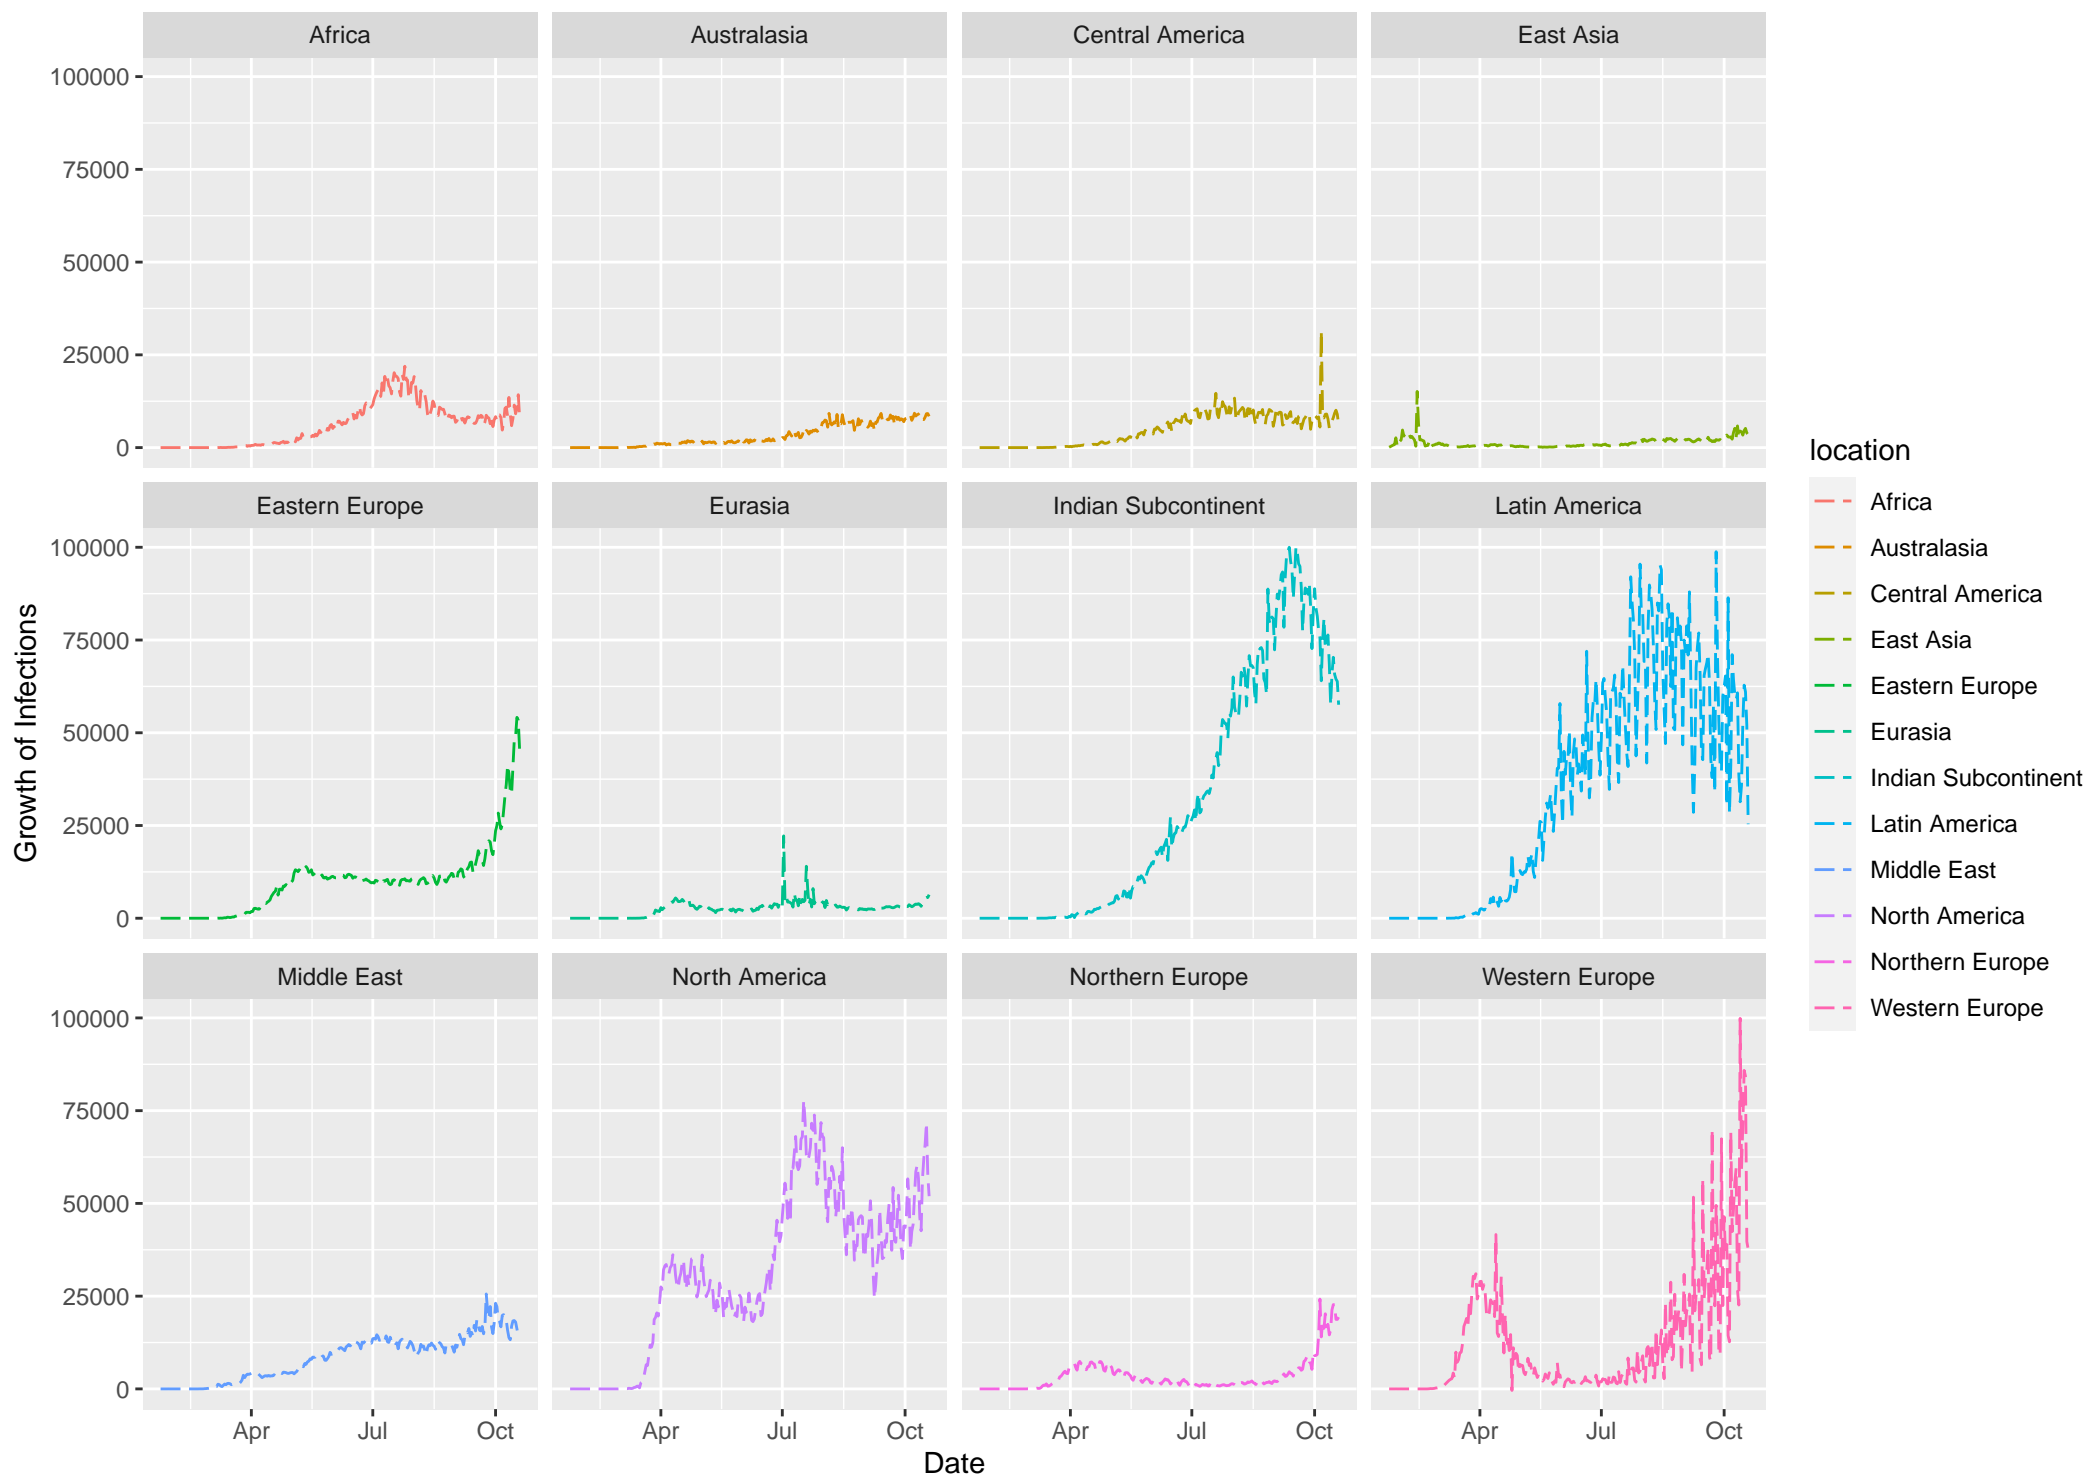 Africa
Australasia
Central America
East Asia
100000
75000
50000
25000
0
Eastern Europe
Eurasia
Indian Subcontinent
Latin America
100000
75000
50000
25000
0
Middle East
North America
Northern Europe
Western Europe
100000
75000
50000
25000
0
Apr Jul Oct
Apr Jul Oct
Apr Jul Oct
Apr Jul Oct
Date
Growth of Infections
location
Africa
Australasia
Central America
East Asia
Eastern Europe
Eurasia
Indian Subcontinent
Latin America
Middle East
North America
Northern Europe
Western Europe